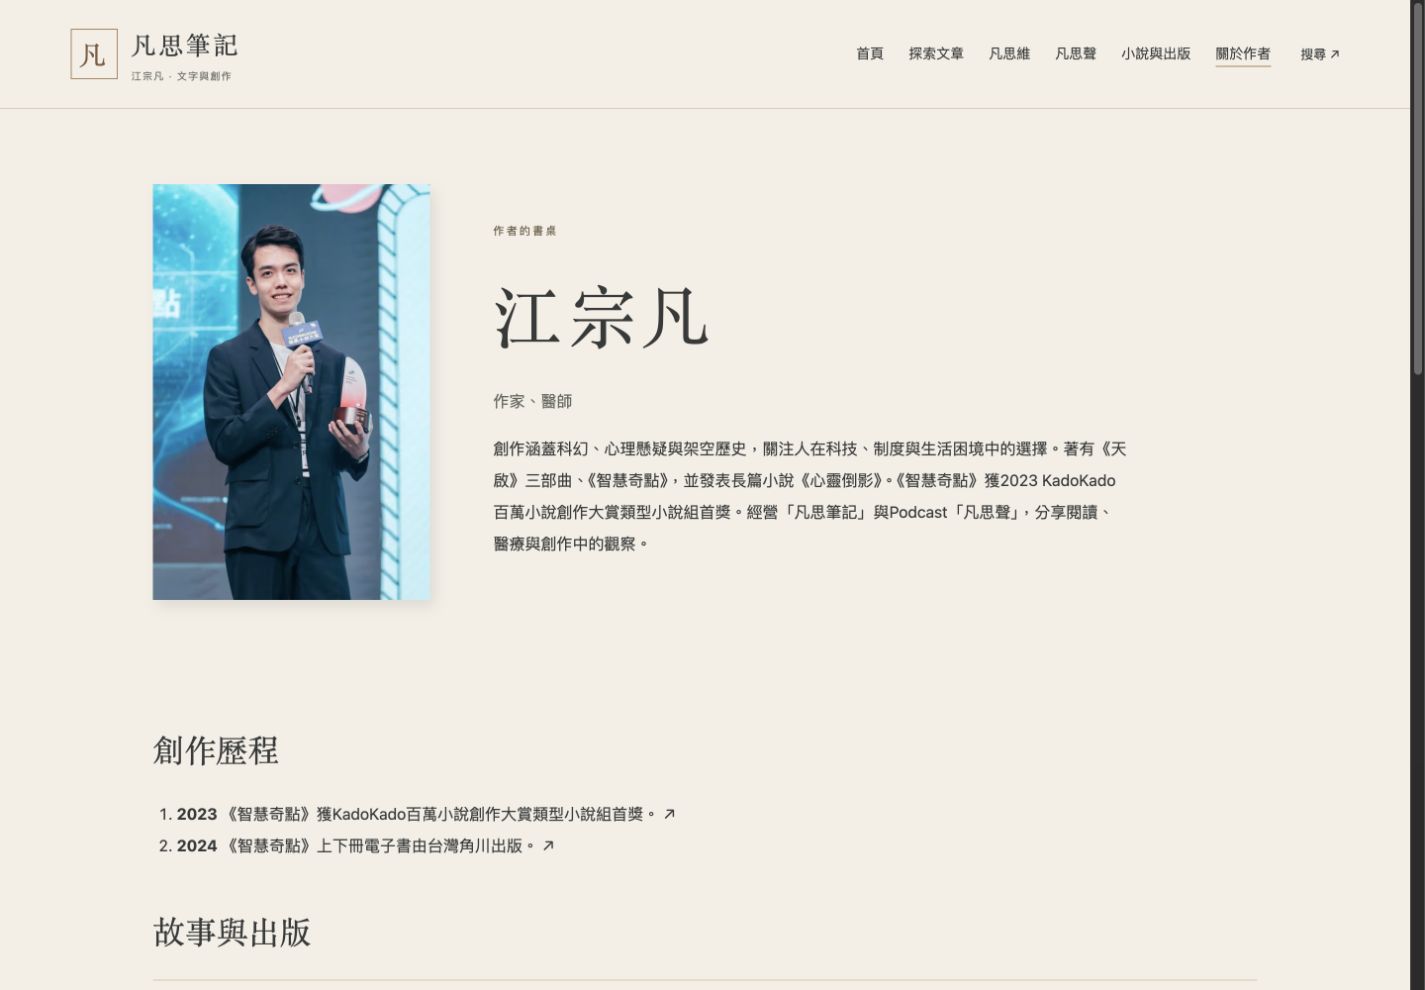 凡
凡思筆記
江宗凡 · 文字與創作
首頁 探索文章 凡思維 凡思聲 小說與出版 關於作者 搜尋 ↗
點
作者的書桌
江宗凡
作家、醫師
創作涵蓋科幻、心理懸疑與架空歷史，關注人在科技、制度與生活困境中的選擇。著有《天
啟》三部曲、《智慧奇點》，並發表長篇小說《心靈倒影》。《智慧奇點》獲2023 KadoKado
百萬小說創作大賞類型小說組首獎。經營「凡思筆記」與Podcast「凡思聲」，分享閱讀、
醫療與創作中的觀察。
創作歷程
1. 2023 《智慧奇點》獲KadoKado百萬小說創作大賞類型小說組首獎。 ↗
2. 2024 《智慧奇點》上下冊電子書由台灣角川出版。 ↗
故事與出版